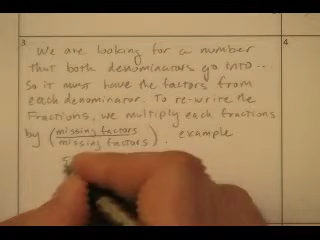 3
4
We are looking for a number
that both denominators go into...
So it must have the factors from
each denominator. To re-write the
Fractions, we multiply each fractions
by (missing factors / missing factors). example
5